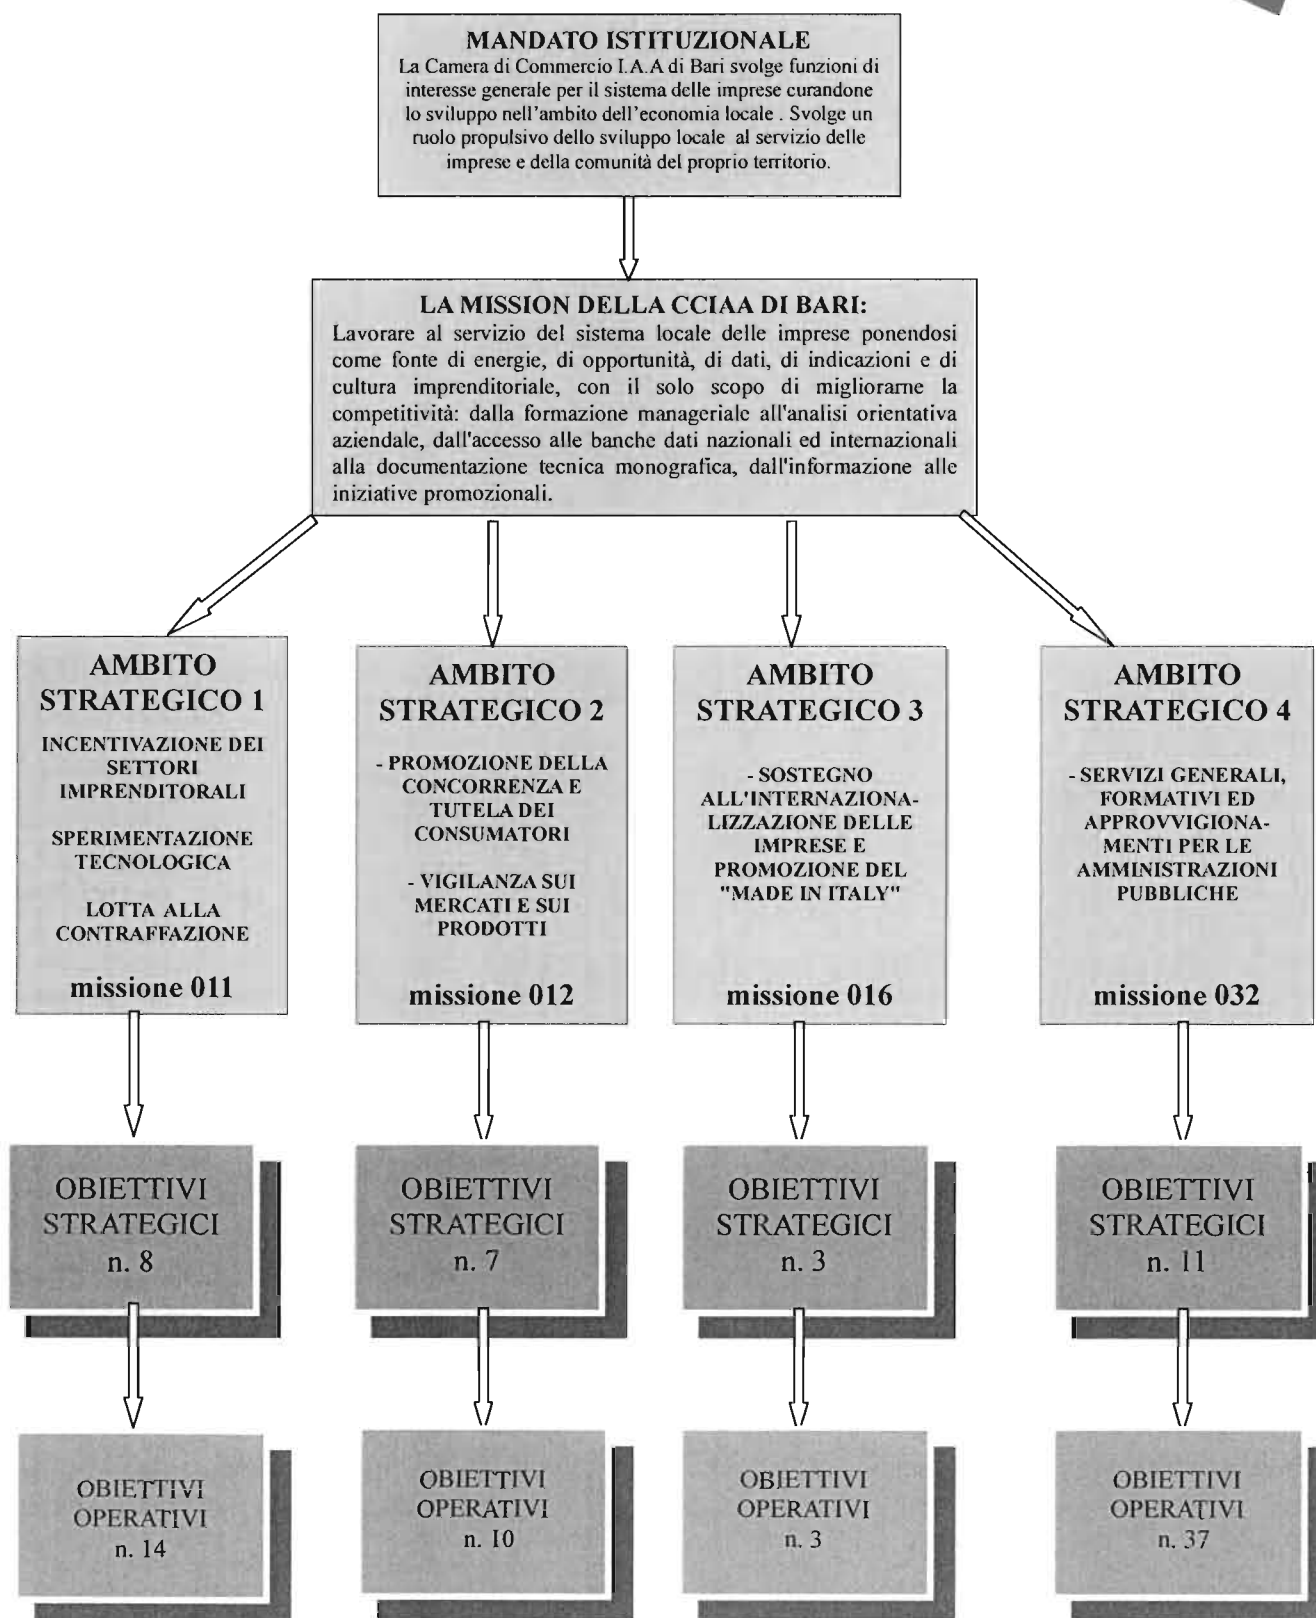 MANDATO ISTITUZIONALE
La Camera di Commercio I.A.A di Bari svolge funzioni di
interesse generale per il sistema delle imprese curandone
lo sviluppo nell'ambito dell'economia locale . Svolge un
ruolo propulsivo dello sviluppo locale al servizio delle
imprese e della comunità del proprio territorio.
LA MISSION DELLA CCIAA DI BARI:
Lavorare al servizio del sistema locale delle imprese ponendosi
come fonte di energie, di opportunità, di dati, di indicazioni e di
cultura imprenditoriale, con il solo scopo di migliorarne la
competitività: dalla formazione manageriale all'analisi orientativa
aziendale, dall'accesso alle banche dati nazionali ed internazionali
alla documentazione tecnica monografica, dall'informazione alle
iniziative promozionali.
AMBITO
STRATEGICO 1
INCENTIVAZIONE DEI
SETTORI
IMPRENDITORALI
SPERIMENTAZIONE
TECNOLOGICA
LOTTA ALLA
CONTRAFFAZIONE
missione 011
AMBITO
STRATEGICO 2
- PROMOZIONE DELLA
CONCORRENZA E
TUTELA DEI
CONSUMATORI
- VIGILANZA SUI
MERCATI E SUI
PRODOTTI
missione 012
AMBITO
STRATEGICO 3
- SOSTEGNO
ALL'INTERNAZIONA-
LIZZAZIONE DELLE
IMPRESE E
PROMOZIONE DEL
"MADE IN ITALY"
missione 016
AMBITO
STRATEGICO 4
- SERVIZI GENERALI,
FORMATIVI ED
APPROVVIGIONA-
MENTI PER LE
AMMINISTRAZIONI
PUBBLICHE
missione 032
OBIETTIVI
STRATEGICI
n. 8
OBIETTIVI
STRATEGICI
n. 7
OBIETTIVI
STRATEGICI
n. 3
OBIETTIVI
STRATEGICI
n. 11
OBIETTIVI
OPERATIVI
n. 14
OBIETTIVI
OPERATIVI
n. 10
OBIETTIVI
OPERATIVI
n. 3
OBIETTIVI
OPERATIVI
n. 37